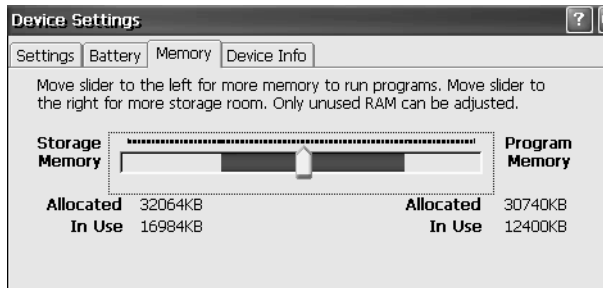 Device Settings ?
Settings Battery Memory Device Info
Move slider to the left for more memory to run programs. Move slider to
the right for more storage room. Only unused RAM can be adjusted.
Storage Program
Memory Memory
Allocated 32064KB Allocated 30740KB
In Use 16984KB In Use 12400KB